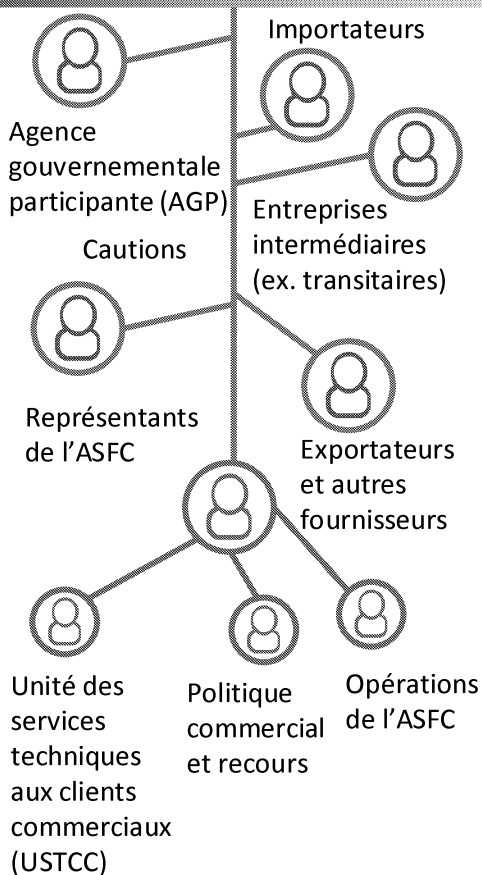 Importateurs
Agence
gouvernementale
participante (AGP)
Entreprises
intermédiaires
(ex. transitaires)
Cautions
Représentants
de l’ASFC
Exportateurs
et autres
fournisseurs
Unité des
services
techniques
aux clients
commerciaux
(USTCC)
Politique
commercial
et recours
Opérations
de l’ASFC